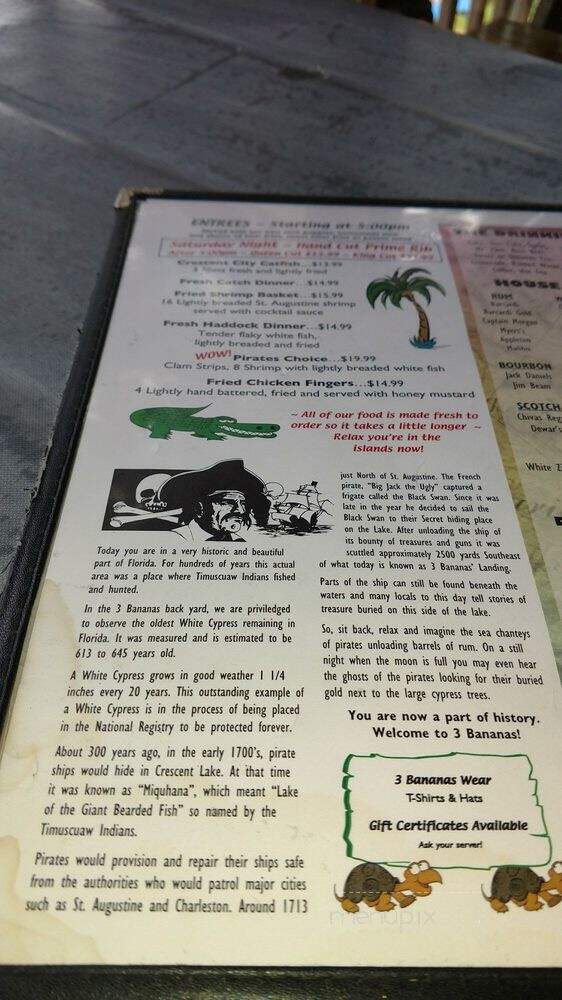 ENTREES ~ Starting at 5:00pm
Saturday Night ~ Hand Cut Prime Rib
Crescent City Catfish...$13.99
fresh and lightly fried
Fresh Catch Dinner...$14.99
Fried Shrimp Basket...$15.99
16 Lightly breaded St. Augustine shrimp
served with cocktail sauce
Fresh Haddock Dinner...$14.99
Tender flaky white fish,
lightly breaded and fried
WOW! Pirates Choice...$19.99
Clam Strips, 8 Shrimp with lightly breaded white fish
Fried Chicken Fingers...$14.99
4 Lightly hand battered, fried and served with honey mustard
~ All of our food is made fresh to
order so it takes a little longer ~
Relax you're in the
islands now!
Today you are in a very historic and beautiful
part of Florida. For hundreds of years this actual
area was a place where Timuscuaw Indians fished
and hunted.
In the 3 Bananas back yard, we are priviledged
to observe the oldest White Cypress remaining in
Florida. It was measured and is estimated to be
613 to 645 years old.
A White Cypress grows in good weather 1 1/4
inches every 20 years. This outstanding example of
a White Cypress is in the process of being placed
in the National Registry to be protected forever.
About 300 years ago, in the early 1700's, pirate
ships would hide in Crescent Lake. At that time
it was known as "Miquhana", which meant "Lake
of the Giant Bearded Fish" so named by the
Timuscuaw Indians.
Pirates would provision and repair their ships safe
from the authorities who would patrol major cities
such as St. Augustine and Charleston. Around 1713
just North of St. Augustine. The French
pirate, "Big Jack the Ugly" captured a
frigate called the Black Swan. Since it was
late in the year he decided to sail the
Black Swan to their Secret hiding place
on the Lake. After unloading the ship of
its bounty of treasures and guns it was
scuttled approximately 2500 yards Southeast
of what today is known as 3 Bananas' Landing.
Parts of the ship can still be found beneath the
waters and many locals to this day tell stories of
treasure buried on this side of the lake.
So, sit back, relax and imagine the sea chanteys
of pirates unloading barrels of rum. On a still
night when the moon is full you may even hear
the ghosts of the pirates looking for their buried
gold next to the large cypress trees.
You are now a part of history.
Welcome to 3 Bananas!
3 Bananas Wear
T-Shirts & Hats
Gift Certificates Available
Ask your server!
menupix
THE DRINKI
HOUSE
RUM
Bacardi
Bacardi Gold
Captain Morgan
Myers's
Appleton
Malibu
BOURBON
Jack Daniels
Jim Beam
SCOTCH
Chivas Reg
Dewar's
White Z